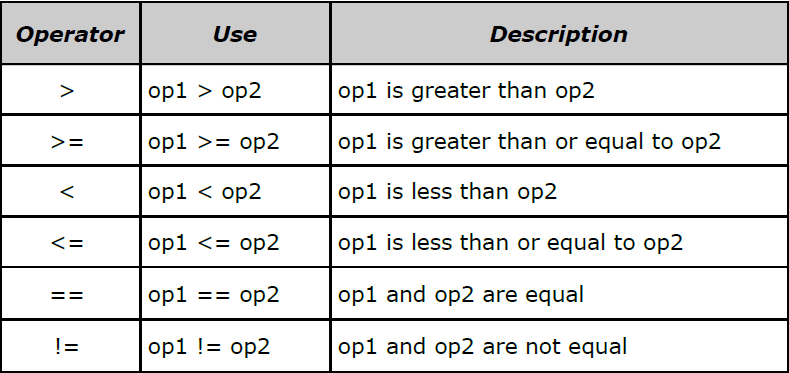 Operator Use Description
> op1 > op2 op1 is greater than op2
>= op1 >= op2 op1 is greater than or equal to op2
< op1 < op2 op1 is less than op2
<= op1 <= op2 op1 is less than or equal to op2
== op1 == op2 op1 and op2 are equal
!= op1 != op2 op1 and op2 are not equal